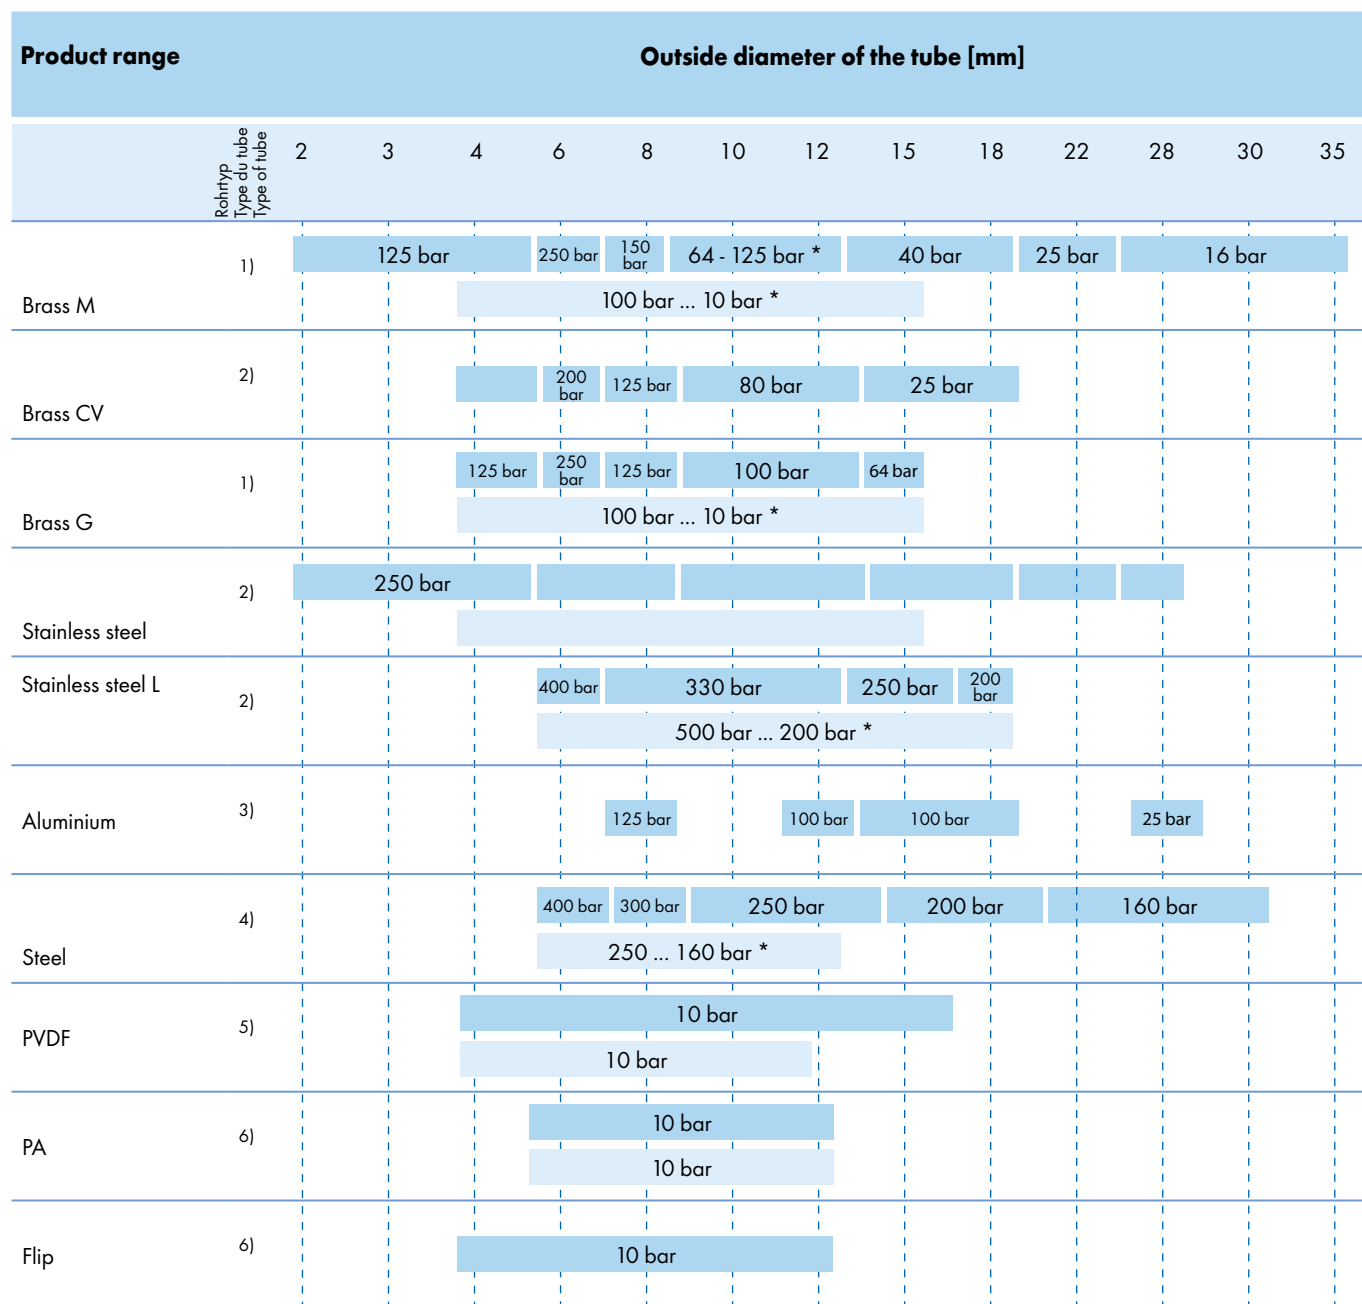 Product range
Outside diameter of the tube [mm]
Rohrtyp
Type du tube
Type of tube
2 3 4 6 8 10 12 15 18 22 28 30 35
Brass M
1)
125 bar
250 bar
150
bar
64 - 125 bar *
40 bar
25 bar
16 bar
100 bar ... 10 bar *
Brass CV
2)
200
bar
125 bar
80 bar
25 bar
Brass G
1)
125 bar
250
bar
125 bar
100 bar
64 bar
100 bar ... 10 bar *
Stainless steel
2)
250 bar
Stainless steel L
2)
400 bar
330 bar
250 bar
200
bar
500 bar ... 200 bar *
Aluminium
3)
125 bar
100 bar
100 bar
25 bar
Steel
4)
400 bar
300 bar
250 bar
200 bar
160 bar
250 ... 160 bar *
PVDF
5)
10 bar
10 bar
PA
6)
10 bar
10 bar
Flip
6)
10 bar